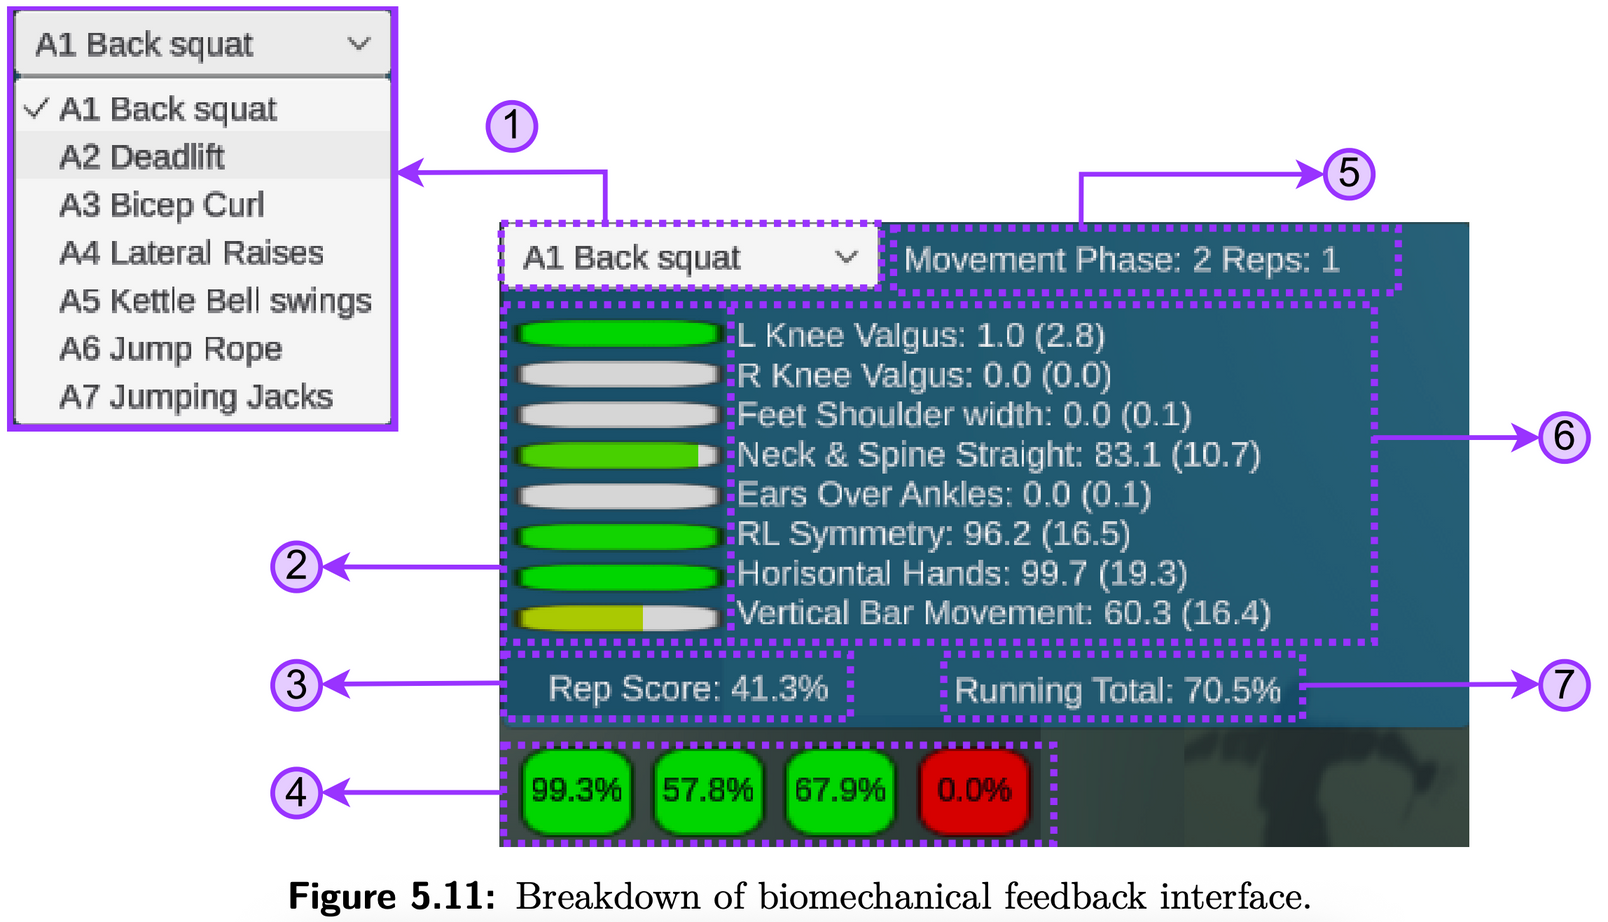 A1 Back squat
A1 Back squat
A2 Deadlift
A3 Bicep Curl
A4 Lateral Raises
A5 Kettle Bell swings
A6 Jump Rope
A7 Jumping Jacks
1
5
A1 Back squat
Movement Phase: 2 Reps: 1
L Knee Valgus: 1.0 (2.8)
R Knee Valgus: 0.0 (0.0)
Feet Shoulder width: 0.0 (0.1)
Neck & Spine Straight: 83.1 (10.7)
Ears Over Ankles: 0.0 (0.1)
RL Symmetry: 96.2 (16.5)
Horisontal Hands: 99.7 (19.3)
Vertical Bar Movement: 60.3 (16.4)
6
2
3
Rep Score: 41.3%
Running Total: 70.5%
7
4
99.3%
57.8%
67.9%
0.0%
Figure 5.11: Breakdown of biomechanical feedback interface.